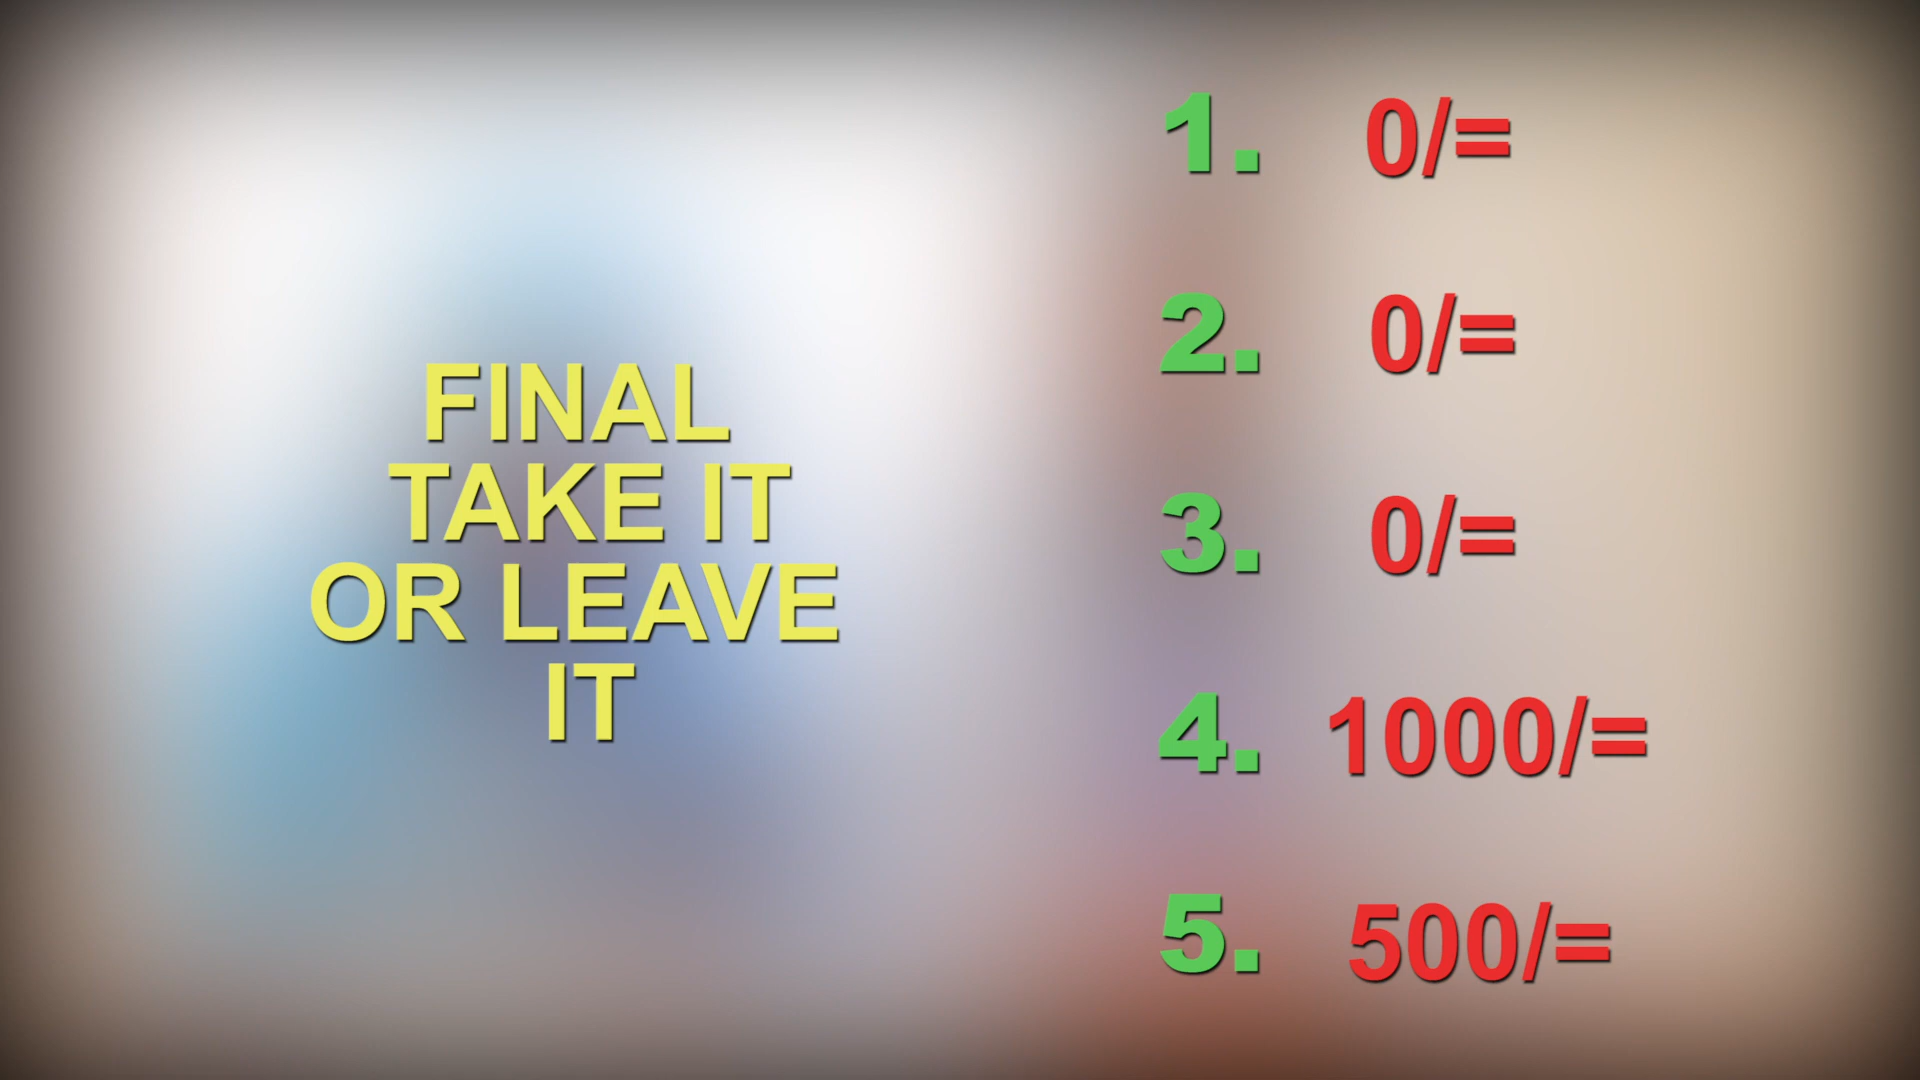 FINAL
TAKE IT
OR LEAVE
IT
1. 0/=
2. 0/=
3. 0/=
4. 1000/=
5. 500/=